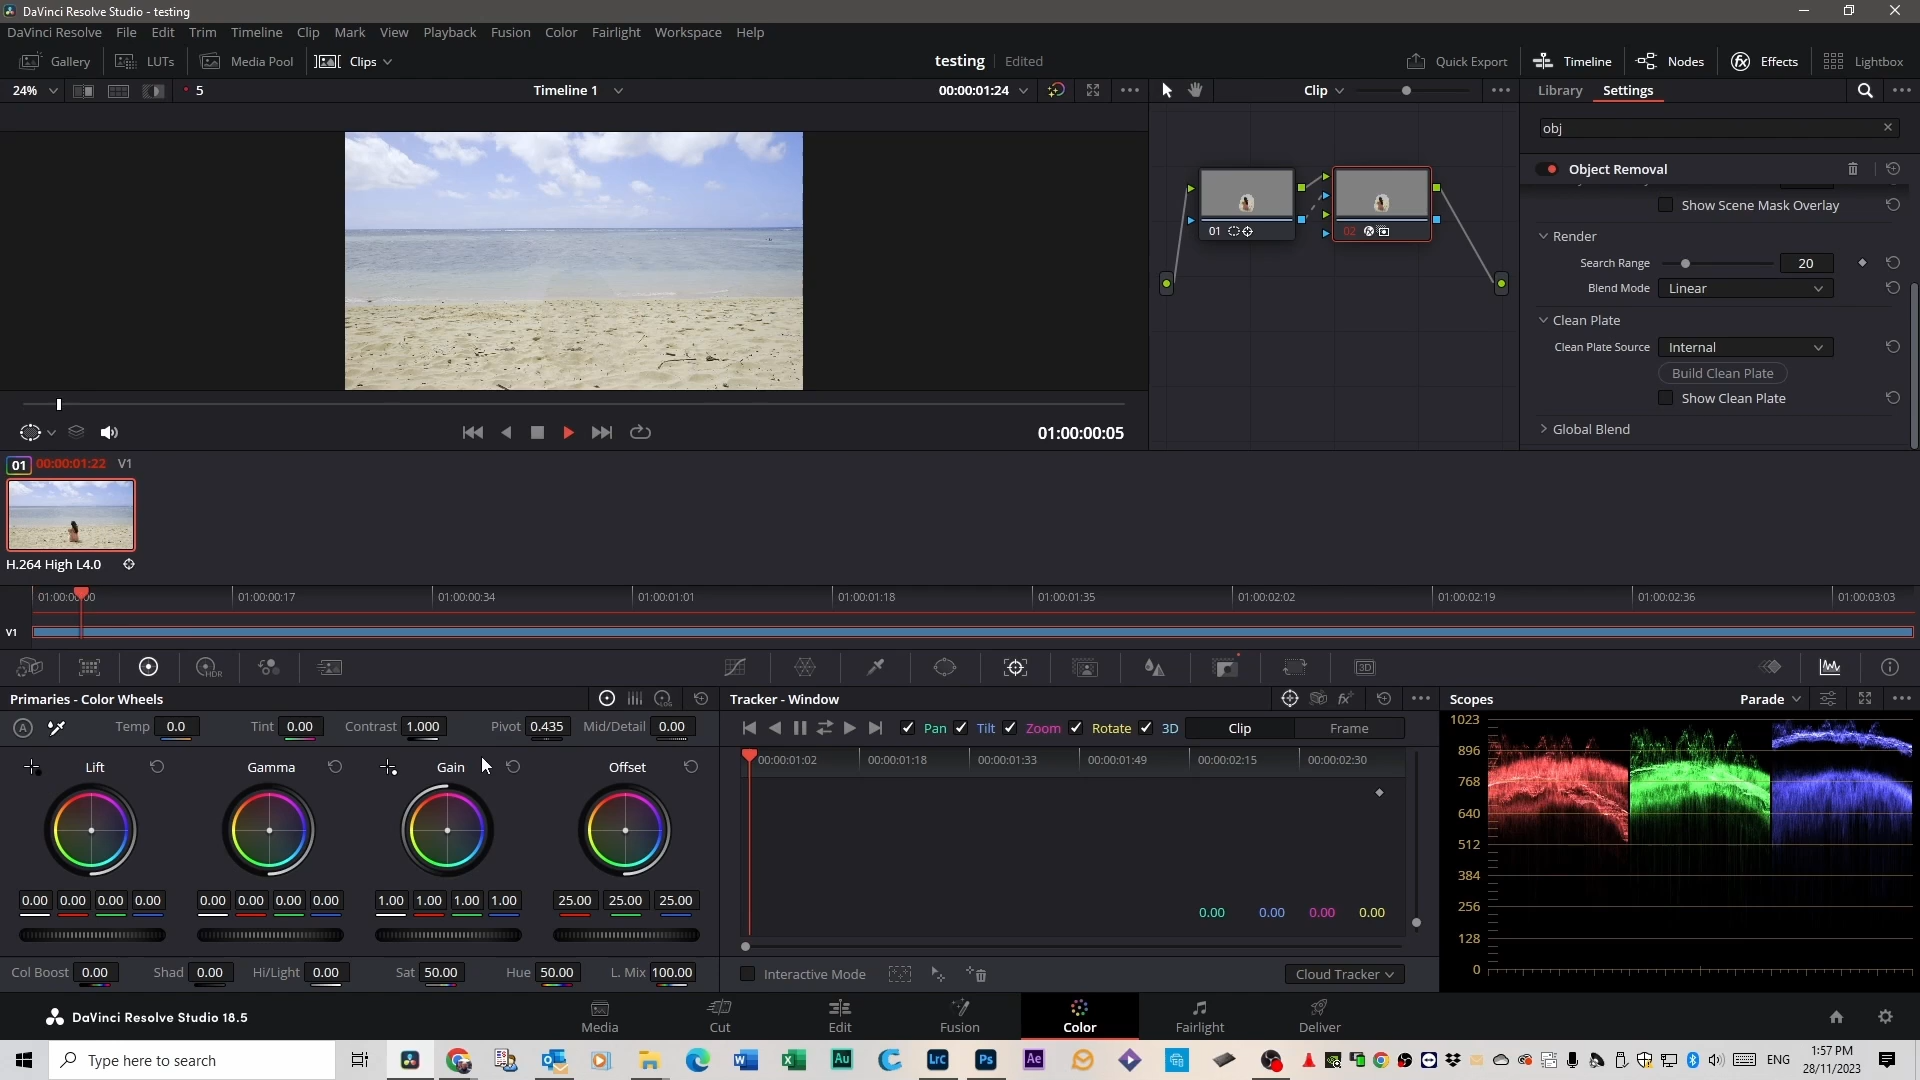 DaVinci Resolve Studio - testing
DaVinci Resolve File Edit Trim Timeline Clip Mark View Playback Fusion Color Fairlight Workspace Help
Gallery LUTs Media Pool Clips testing Edited Quick Export Timeline Nodes Effects Lightbox
24% 5 Timeline 1 00:00:01:24 Clip Library Settings
obj
Object Removal
Show Scene Mask Overlay
01 02
Render
Search Range 20
Blend Mode Linear
Clean Plate
Clean Plate Source Internal
Build Clean Plate
Show Clean Plate
Global Blend
01:00:00:05
01 00:00:01:22 V1
H.264 High L4.0
01:00:00:00 01:00:00:17 01:00:00:34 01:00:01:01 01:00:01:18 01:00:01:35 01:00:02:02 01:00:02:19 01:00:02:36 01:00:03:03
V1
HDR 3D
Primaries - Color Wheels LOG Tracker - Window fx Scopes Parade
A Temp 0.0 Tint 0.00 Contrast 1.000 Pivot 0.435 Mid/Detail 0.00 Pan Tilt Zoom Rotate 3D Clip Frame
Lift Gamma Gain Offset
00:00:01:02 00:00:01:18 00:00:01:33 00:00:01:49 00:00:02:15 00:00:02:30
1023
896
768
640
512
384
256
128
0
0.00 0.00 0.00 0.00 0.00 0.00 0.00 0.00 1.00 1.00 1.00 1.00 25.00 25.00 25.00
0.00 0.00 0.00 0.00
Col Boost 0.00 Shad 0.00 Hi/Light 0.00 Sat 50.00 Hue 50.00 L. Mix 100.00 Interactive Mode Cloud Tracker
DaVinci Resolve Studio 18.5 Media Cut Edit Fusion Color Fairlight Deliver
Type here to search Au Lrc Ps Ae ENG 1:57 PM
28/11/2023